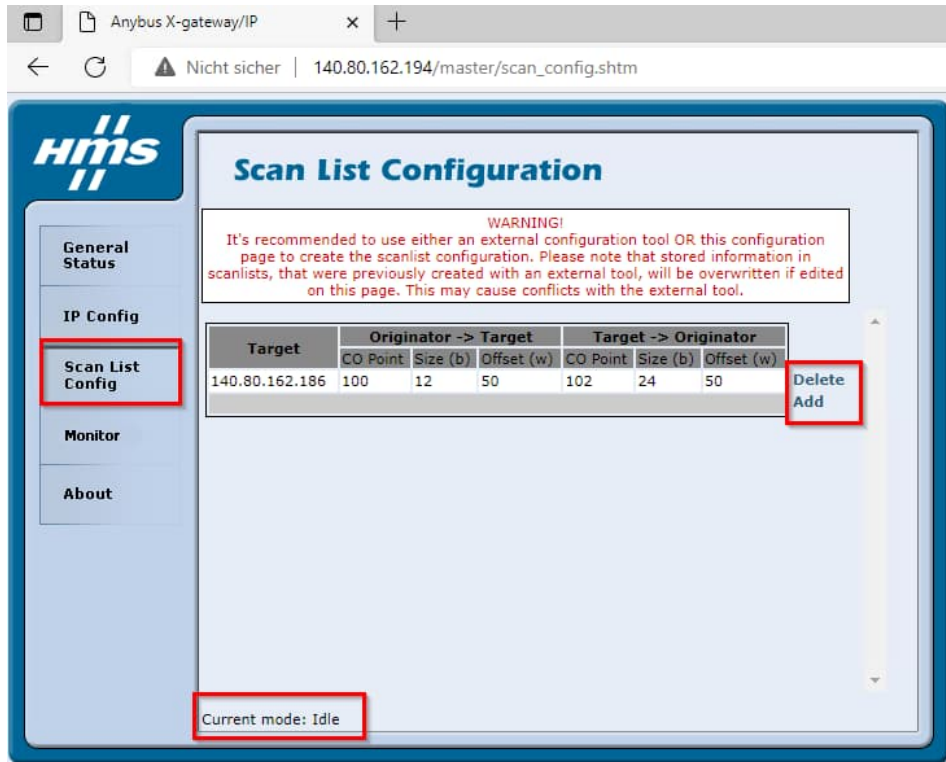 Anybus X-gateway/IP
Nicht sicher | 140.80.162.194/master/scan_config.shtm
HMS
Scan List Configuration
WARNING!
It's recommended to use either an external configuration tool OR this configuration
page to create the scanlist configuration. Please note that stored information in
scanlists, that were previously created with an external tool, will be overwritten if edited
on this page. This may cause conflicts with the external tool.
General
Status
IP Config
Scan List
Config
Monitor
About
Target Originator -> Target Target -> Originator
CO Point Size (b) Offset (w) CO Point Size (b) Offset (w)
140.80.162.186 100 12 50 102 24 50 Delete
Add
Current mode: Idle